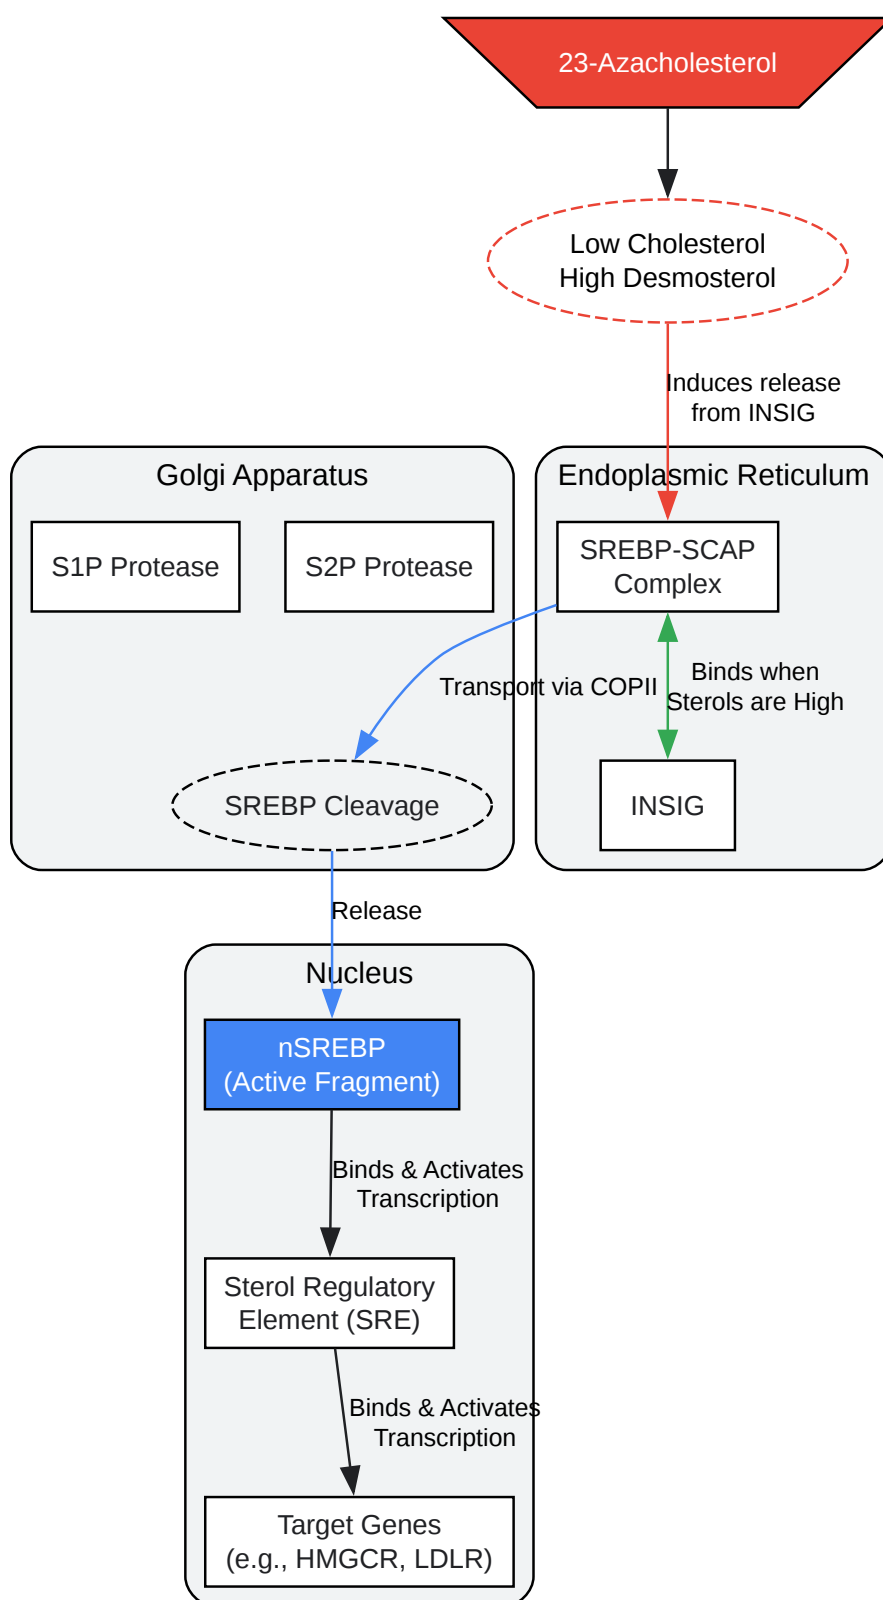 23-Azacholesterol
Low Cholesterol
High Desmosterol
Induces release
from INSIG
Golgi Apparatus
Endoplasmic Reticulum
S1P Protease
S2P Protease
SREBP-SCAP
Complex
Transport via COPII
Binds when
Sterols are High
SREBP Cleavage
INSIG
Release
Nucleus
nSREBP
(Active Fragment)
Binds & Activates
Transcription
Sterol Regulatory
Element (SRE)
Binds & Activates
Transcription
Target Genes
(e.g., HMGCR, LDLR)